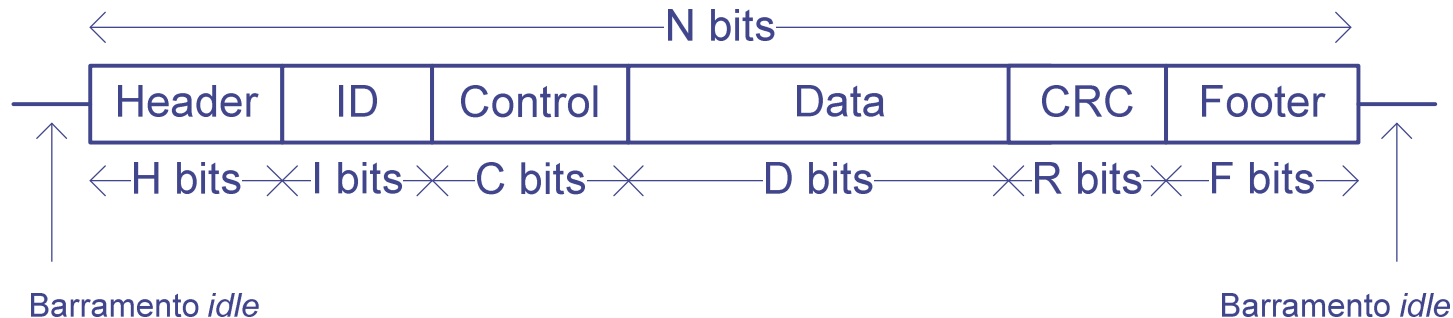 N bits
Header ID Control Data CRC Footer
H bits I bits C bits D bits R bits F bits
Barramento idle Barramento idle